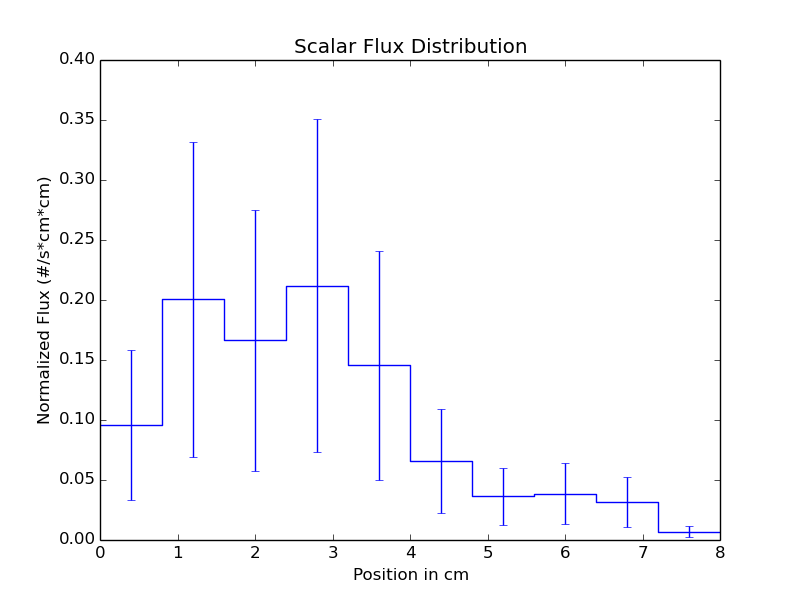 Scalar Flux Distribution
0.40
0.35
0.30
0.25
0.20
0.15
0.10
0.05
0.00
Normalized Flux (#/s*cm*cm)
0 1 2 3 4 5 6 7 8
Position in cm